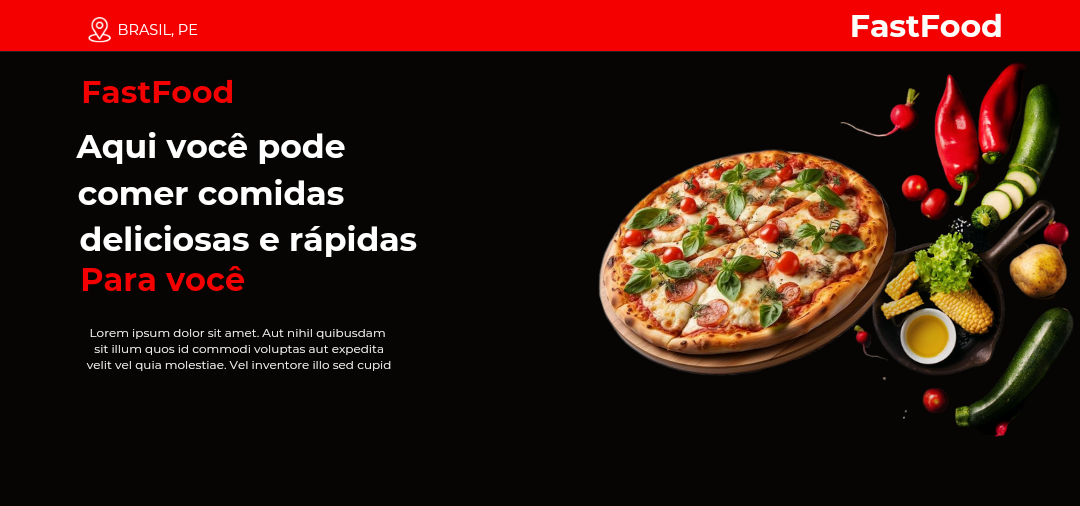 BRASIL, PE
FastFood
FastFood
Aqui você pode
comer comidas
deliciosas e rápidas
Para você
Lorem ipsum dolor sit amet. Aut nihil quibusdam
sit illum quos id commodi voluptas aut expedita
velit vel quia molestiae. Vel inventore illo sed cupid